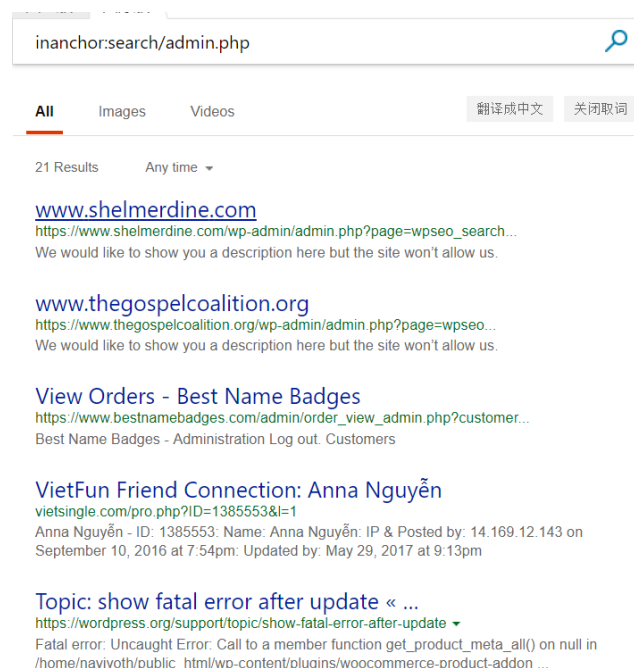 inanchor:search/admin.php
All Images Videos 翻译成中文 关闭取词
21 Results Any time
www.shelmerdine.com
https://www.shelmerdine.com/wp-admin/admin.php?page=wpseo_search...
We would like to show you a description here but the site won't allow us.
www.thegospelcoalition.org
https://www.thegospelcoalition.org/wp-admin/admin.php?page=wpseo...
We would like to show you a description here but the site won't allow us.
View Orders - Best Name Badges
https://www.bestnamebadges.com/admin/order_view_admin.php?customer...
Best Name Badges - Administration Log out. Customers
VietFun Friend Connection: Anna Nguyễn
vietsingle.com/pro.php?ID=1385553&l=1
Anna Nguyễn - ID: 1385553: Name: Anna Nguyễn: IP & Posted by: 14.169.12.143 on
September 10, 2016 at 7:54pm: Updated by: May 29, 2017 at 9:13pm
Topic: show fatal error after update « ...
https://wordpress.org/support/topic/show-fatal-error-after-update
Fatal error: Uncaught Error: Call to a member function get_product_meta_all() on null in
/home/naviyoth/public_html/wp-content/plugins/woocommerce-product-addon ...